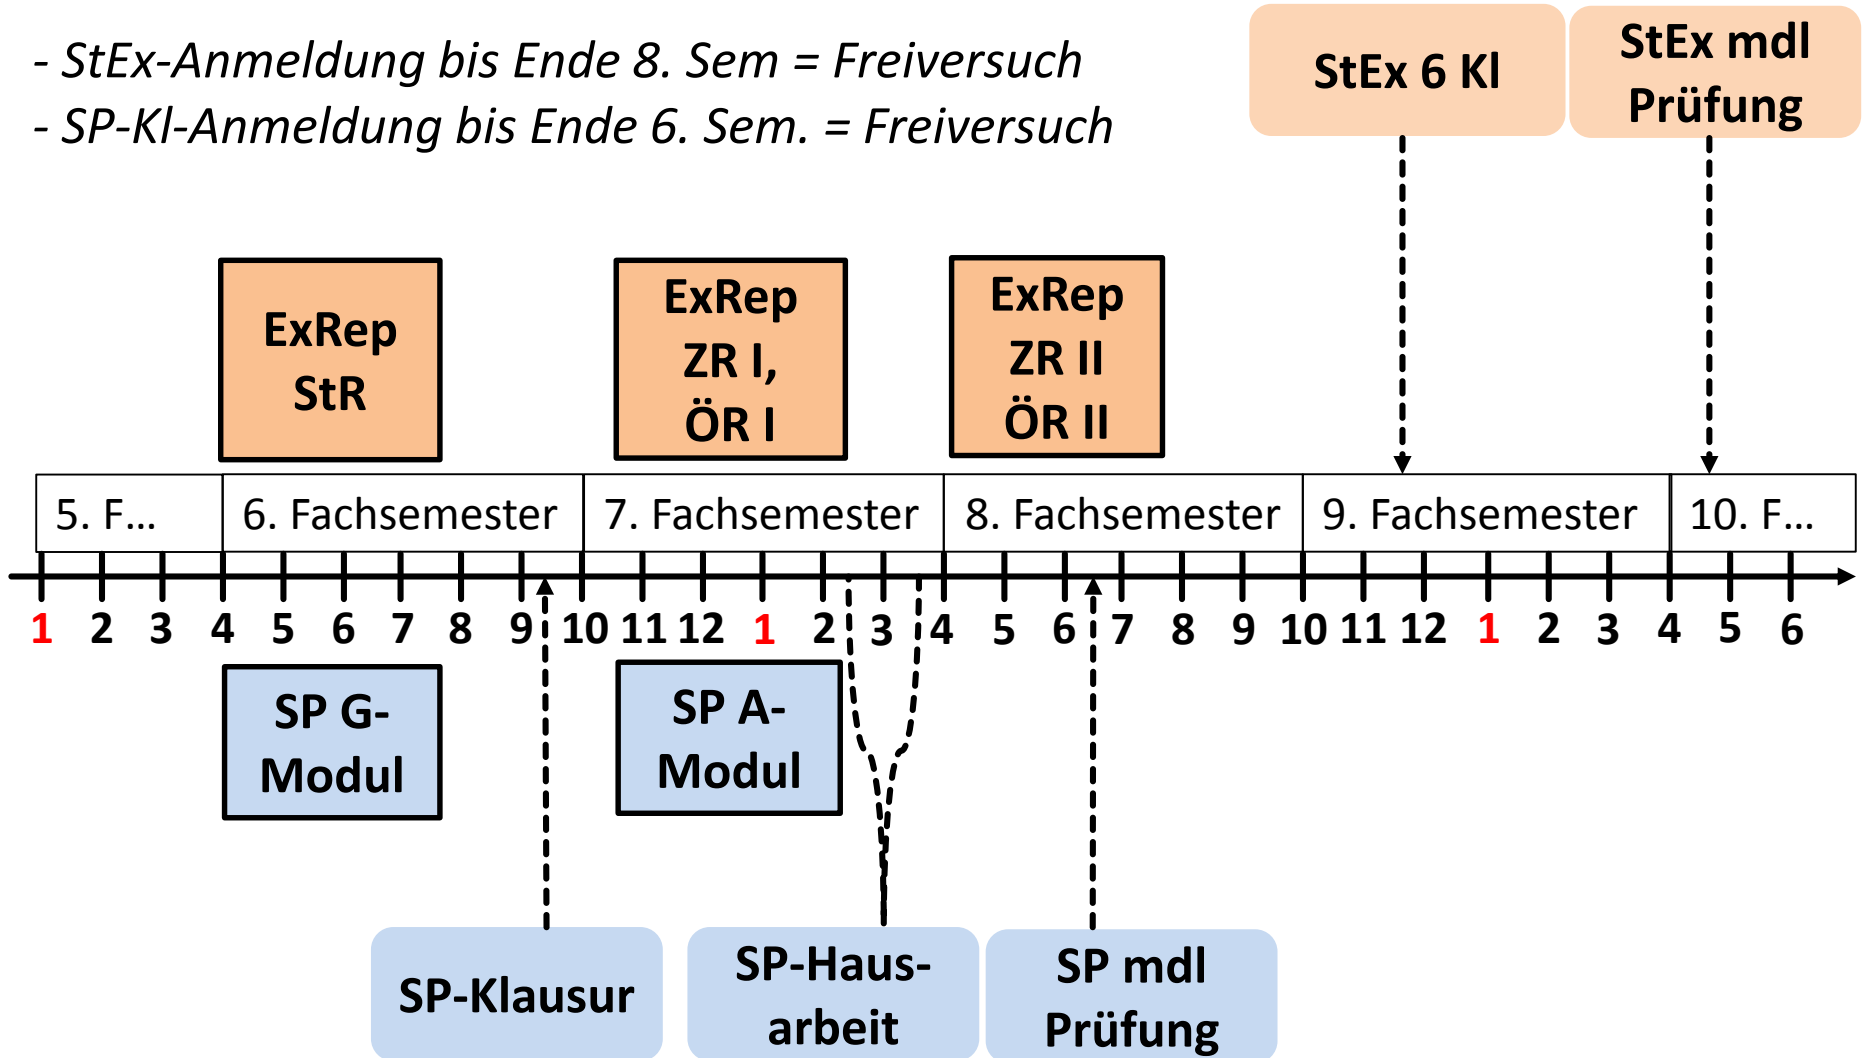 - StEx-Anmeldung bis Ende 8. Sem = Freiversuch
- SP-Kl-Anmeldung bis Ende 6. Sem. = Freiversuch
StEx 6 Kl
StEx mdl
Prüfung
ExRep
StR
ExRep
ZR I,
ÖR I
ExRep
ZR II
ÖR II
5. F...
6. Fachsemester
7. Fachsemester
8. Fachsemester
9. Fachsemester
10. F...
1 2 3 4 5 6 7 8 9 10 11 12 1 2 3 4 5 6 7 8 9 10 11 12 1 2 3 4 5 6
SP G-
Modul
SP A-
Modul
SP-Klausur
SP-Haus-
arbeit
SP mdl
Prüfung